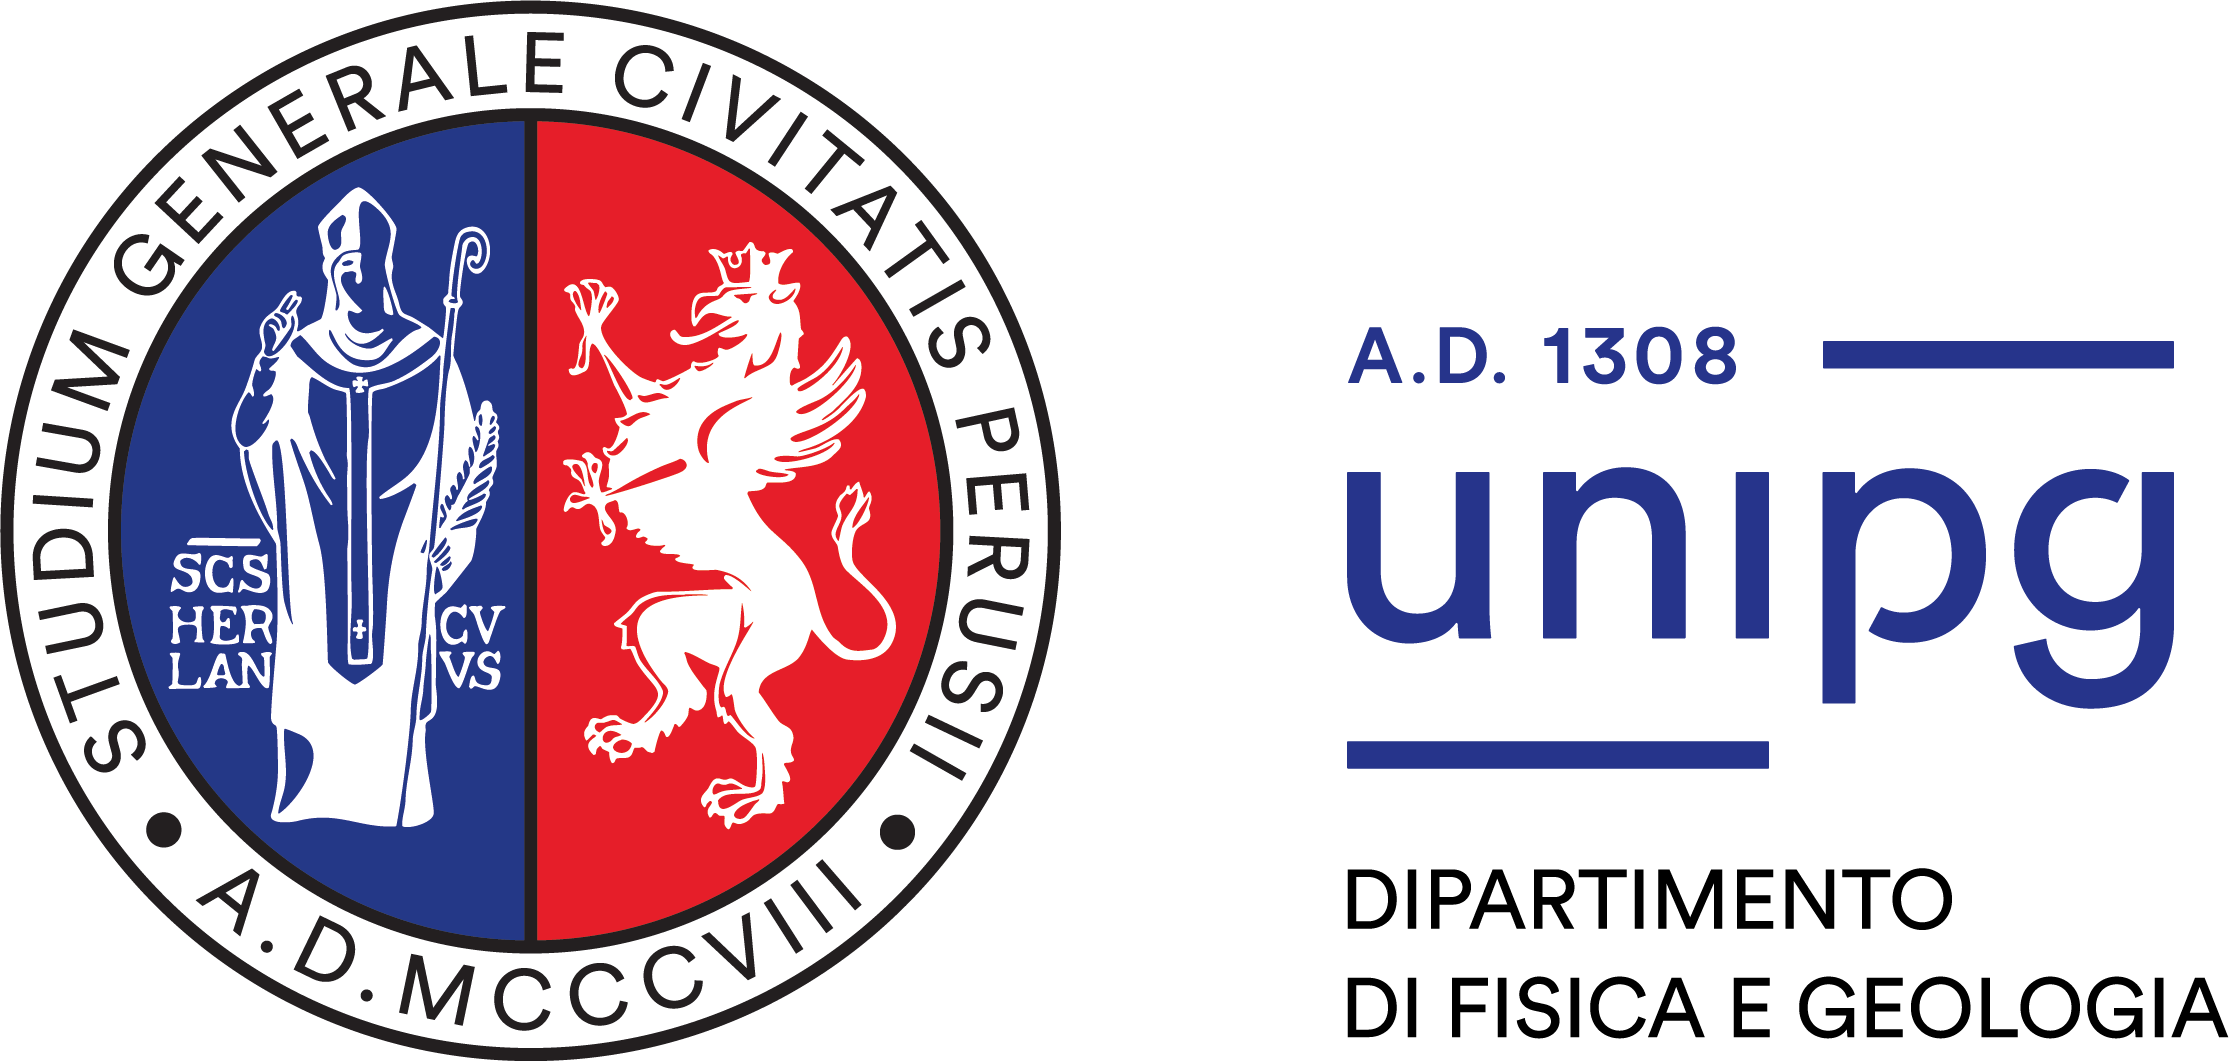 STUDIUM GENERALE CIVITATIS PERUSII
A.D. MCCCVIII
SCS
HER CV
LAN VS
A.D. 1308
unipg
DIPARTIMENTO
DI FISICA E GEOLOGIA